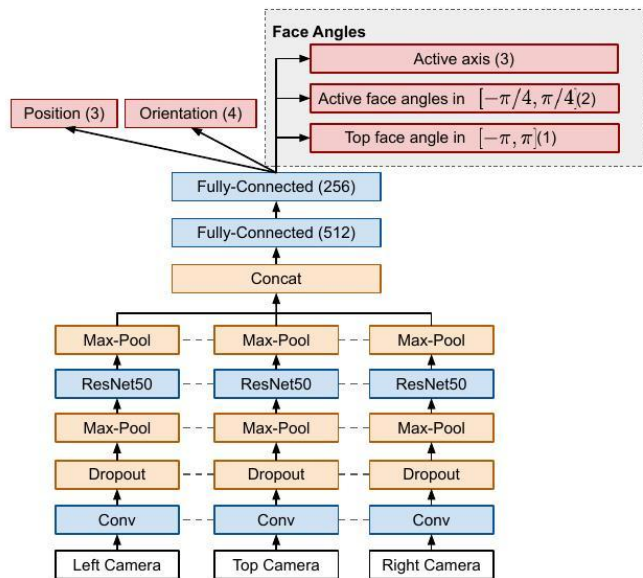 Face Angles
Active axis (3)
Active face angles in [−π/4, π/4](2)
Top face angle in [−π, π](1)
Position (3) Orientation (4)
Fully-Connected (256)
Fully-Connected (512)
Concat
Max-Pool Max-Pool Max-Pool
ResNet50 ResNet50 ResNet50
Max-Pool Max-Pool Max-Pool
Dropout Dropout Dropout
Conv Conv Conv
Left Camera Top Camera Right Camera